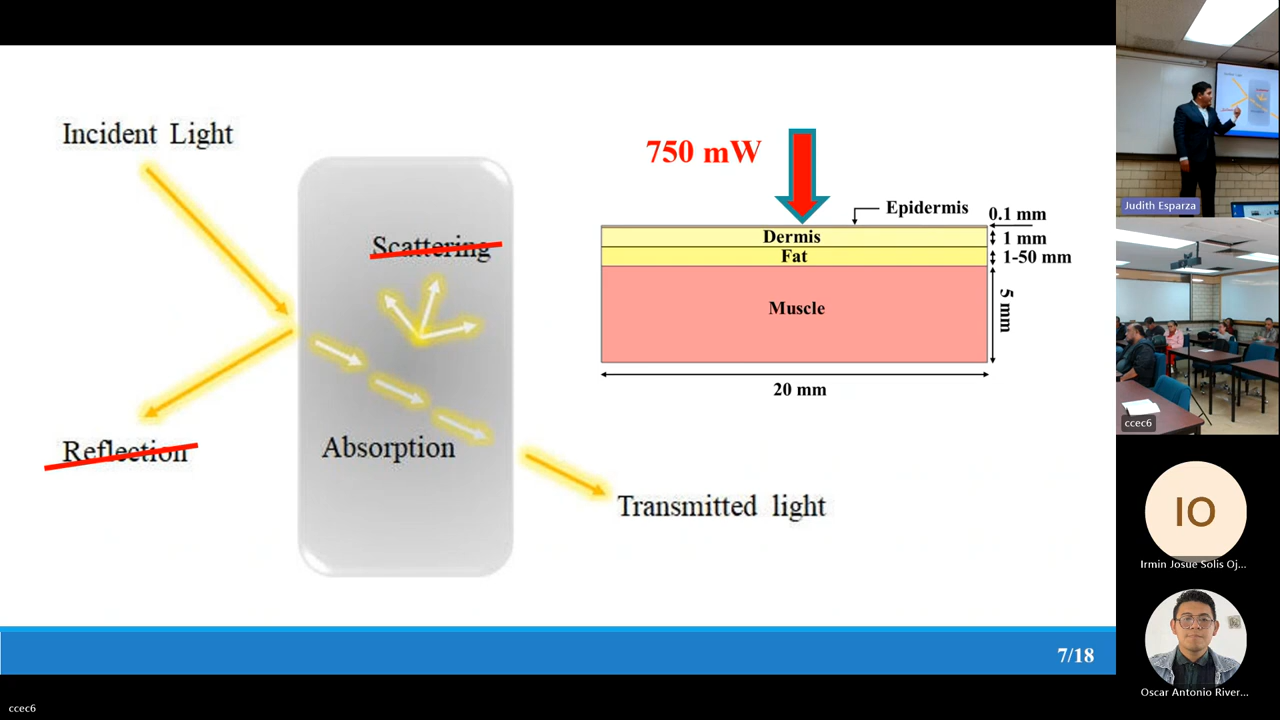 Incident Light
Scattering
Reflection
Absorption
Transmitted light
750 mW
Epidermis
0.1 mm
Dermis
1 mm
Fat
1-50 mm
Muscle
5 mm
20 mm
7/18
Judith Esparza
ccec6
IO
Irmin Josue Solis Oj...
Oscar Antonio River...
ccec6